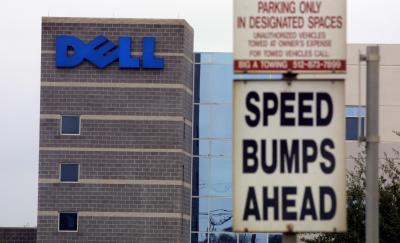 DELL
PARKING ONLY
IN DESIGNATED SPACES
UNAUTHORIZED VEHICLES
TOWED AT OWNER'S EXPENSE
FOR TOWED VEHICLES CALL:
BIG A TOWING 512-873-7899
SPEED
BUMPS
AHEAD